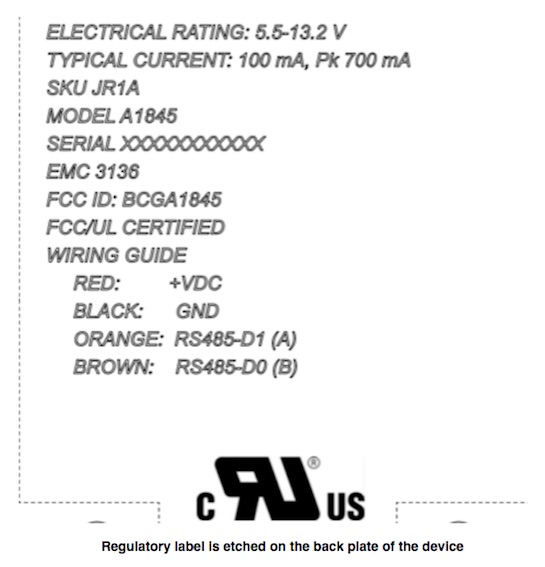 ELECTRICAL RATING: 5.5-13.2 V
TYPICAL CURRENT: 100 mA, Pk 700 mA
SKU JR1A
MODEL A1845
SERIAL XXXXXXXXXXX
EMC 3136
FCC ID: BCGA1845
FCC/UL CERTIFIED
WIRING GUIDE
RED: +VDC
BLACK: GND
ORANGE: RS485-D1 (A)
BROWN: RS485-D0 (B)
C RU® US
Regulatory label is etched on the back plate of the device